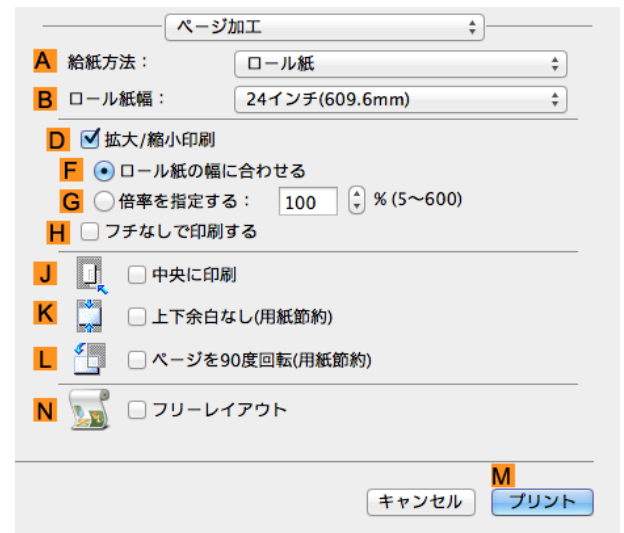 ページ加工
A 給紙方法： ロール紙
B ロール紙幅： 24インチ(609.6mm)
D 拡大/縮小印刷
F ロール紙の幅に合わせる
G 倍率を指定する： 100 % (5～600)
H フチなしで印刷する
J 中央に印刷
K 上下余白なし(用紙節約)
L ページを90度回転(用紙節約)
N フリーレイアウト
M
キャンセル プリント